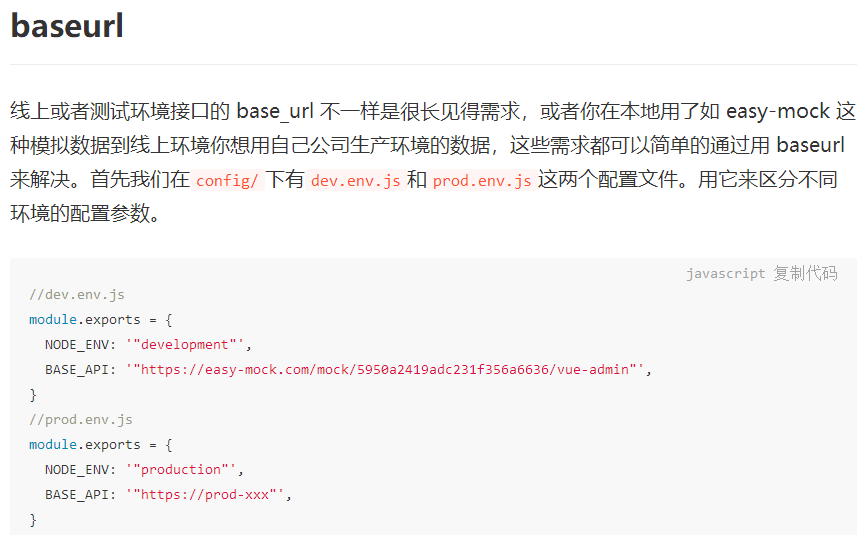 baseurl
线上或者测试环境接口的 base_url 不一样是很长见得需求，或者你在本地用了如 easy-mock 这
种模拟数据到线上环境你想用自己公司生产环境的数据，这些需求都可以简单的通过用 baseurl
来解决。首先我们在 config/ 下有 dev.env.js 和 prod.env.js 这两个配置文件。用它来区分不同
环境的配置参数。
javascript 复制代码
//dev.env.js
module.exports = {
  NODE_ENV: '"development"',
  BASE_API: '"https://easy-mock.com/mock/5950a2419adc231f356a6636/vue-admin"',
}
//prod.env.js
module.exports = {
  NODE_ENV: '"production"',
  BASE_API: '"https://prod-xxx"',
}